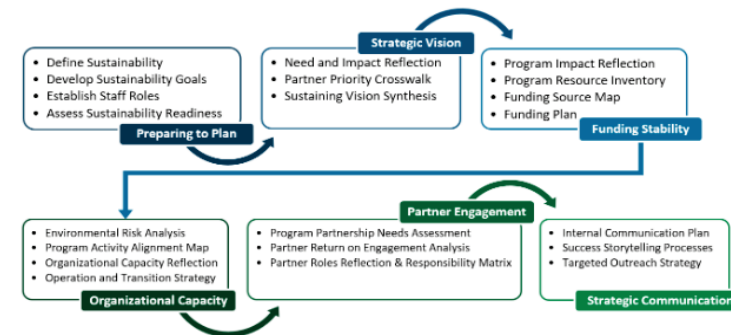 • Define Sustainability
• Develop Sustainability Goals
• Establish Staff Roles
• Assess Sustainability Readiness
Preparing to Plan
Strategic Vision
• Need and Impact Reflection
• Partner Priority Crosswalk
• Sustaining Vision Synthesis
• Program Impact Reflection
• Program Resource Inventory
• Funding Source Map
• Funding Plan
Funding Stability
• Environmental Risk Analysis
• Program Activity Alignment Map
• Organizational Capacity Reflection
• Operation and Transition Strategy
Organizational Capacity
Partner Engagement
• Program Partnership Needs Assessment
• Partner Return on Engagement Analysis
• Partner Roles Reflection & Responsibility Matrix
• Internal Communication Plan
• Success Storytelling Processes
• Targeted Outreach Strategy
Strategic Communication